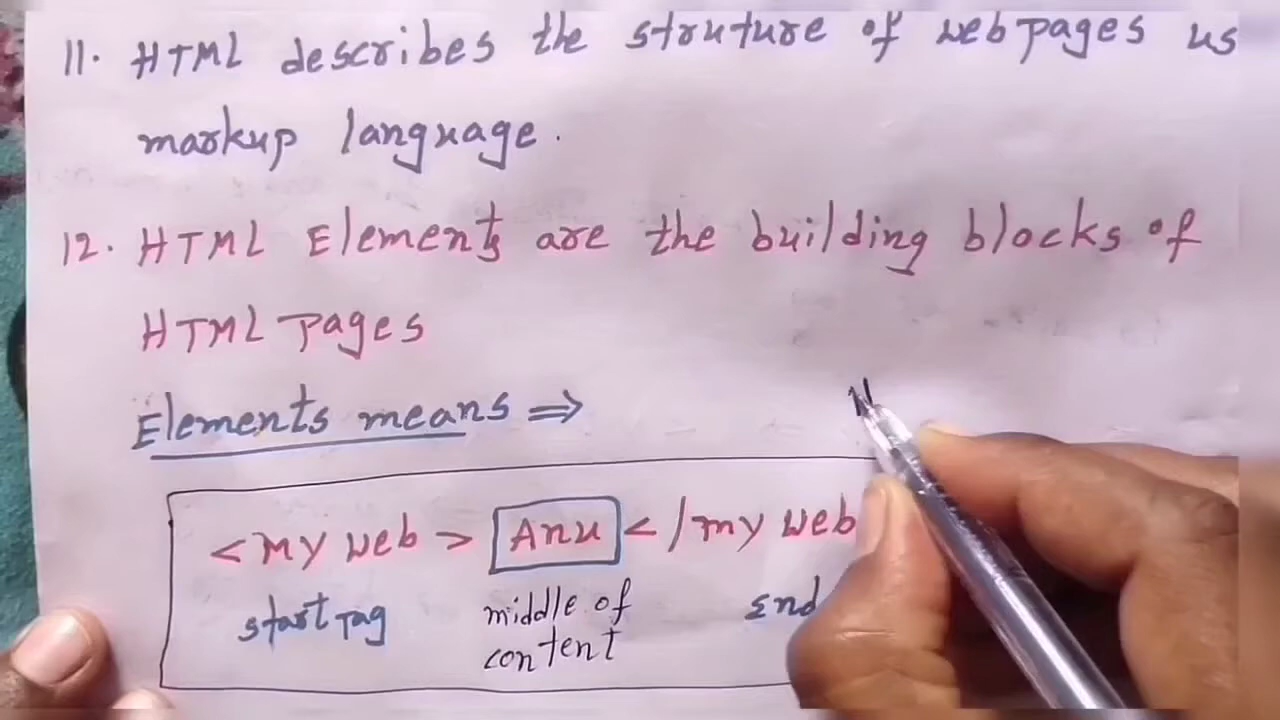 11. HTML describes the struture of webpages us
markup language.
12. HTML Elements are the building blocks of
HTML pages
Elements means ⇒
<my web> Anu </my web
start Tag middle of End
content